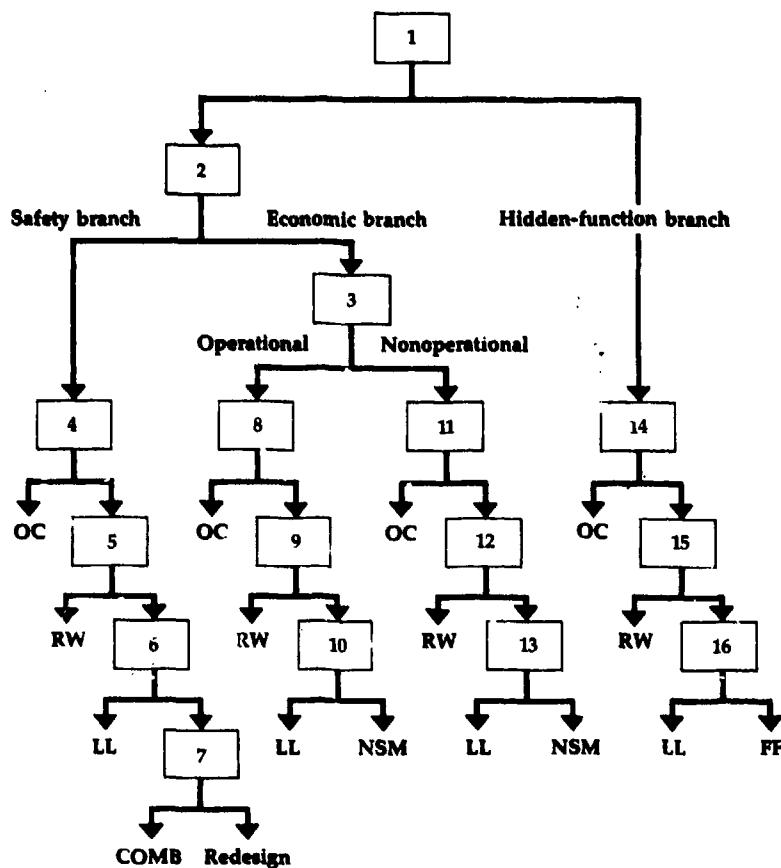 1
2
Safety branch Economic branch Hidden-function branch
3
Operational Nonoperational
4 8 11 14
OC OC OC OC
5 9 12 15
RW RW RW RW
6 10 13 16
LL LL NSM LL NSM LL FF
7
COMB Redesign